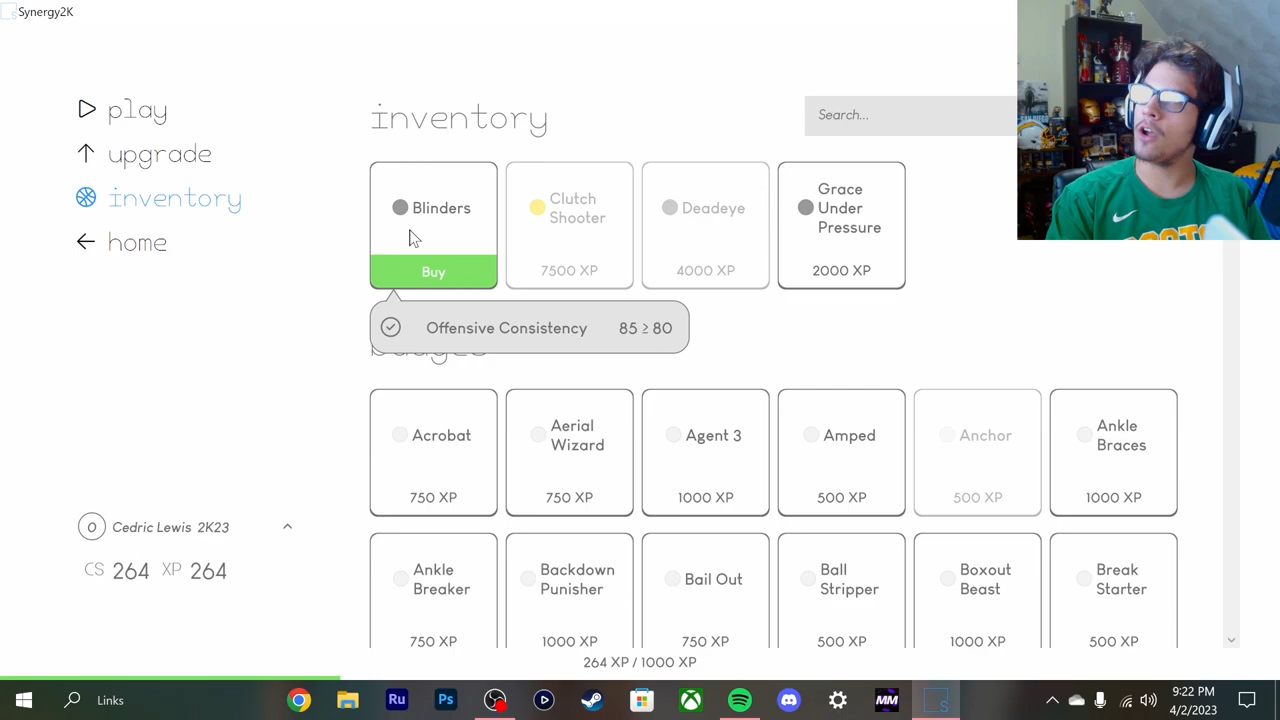 Synergy2K
play
upgrade
inventory
home
inventory
Search...
Blinders
Buy
Clutch
Shooter
7500 XP
Deadeye
4000 XP
Grace
Under
Pressure
2000 XP
Offensive Consistency 85 ≥ 80
Acrobat
750 XP
Aerial
Wizard
750 XP
Agent 3
1000 XP
Amped
500 XP
Anchor
500 XP
Ankle
Braces
1000 XP
Ankle
Breaker
750 XP
Backdown
Punisher
1000 XP
Bail Out
750 XP
Ball
Stripper
500 XP
Boxout
Beast
1000 XP
Break
Starter
500 XP
0 Cedric Lewis 2K23
CS 264 XP 264
264 XP / 1000 XP
Links
Ru
Ps
MM
S
9:22 PM
4/2/2023